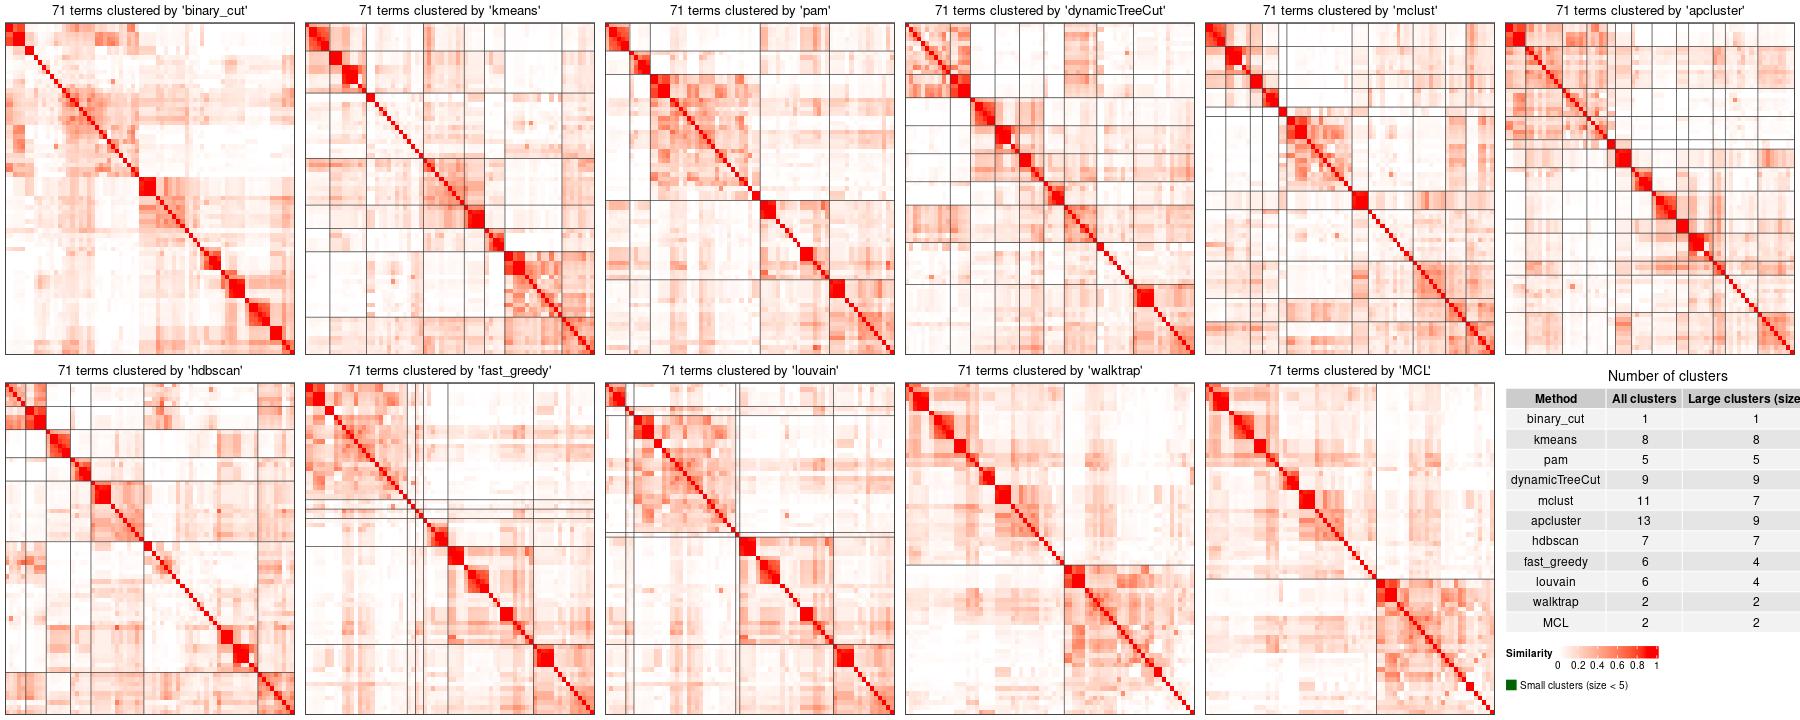 71 terms clustered by 'binary_cut'
71 terms clustered by 'kmeans'
71 terms clustered by 'pam'
71 terms clustered by 'dynamicTreeCut'
71 terms clustered by 'mclust'
71 terms clustered by 'apcluster'
71 terms clustered by 'hdbscan'
71 terms clustered by 'fast_greedy'
71 terms clustered by 'louvain'
71 terms clustered by 'walktrap'
71 terms clustered by 'MCL'
Number of clusters
Method All clusters Large clusters (size
binary_cut 1 1
kmeans 8 8
pam 5 5
dynamicTreeCut 9 9
mclust 11 7
apcluster 13 9
hdbscan 7 7
fast_greedy 6 4
louvain 6 4
walktrap 2 2
MCL 2 2
Similarity
0 0.2 0.4 0.6 0.8 1
Small clusters (size < 5)